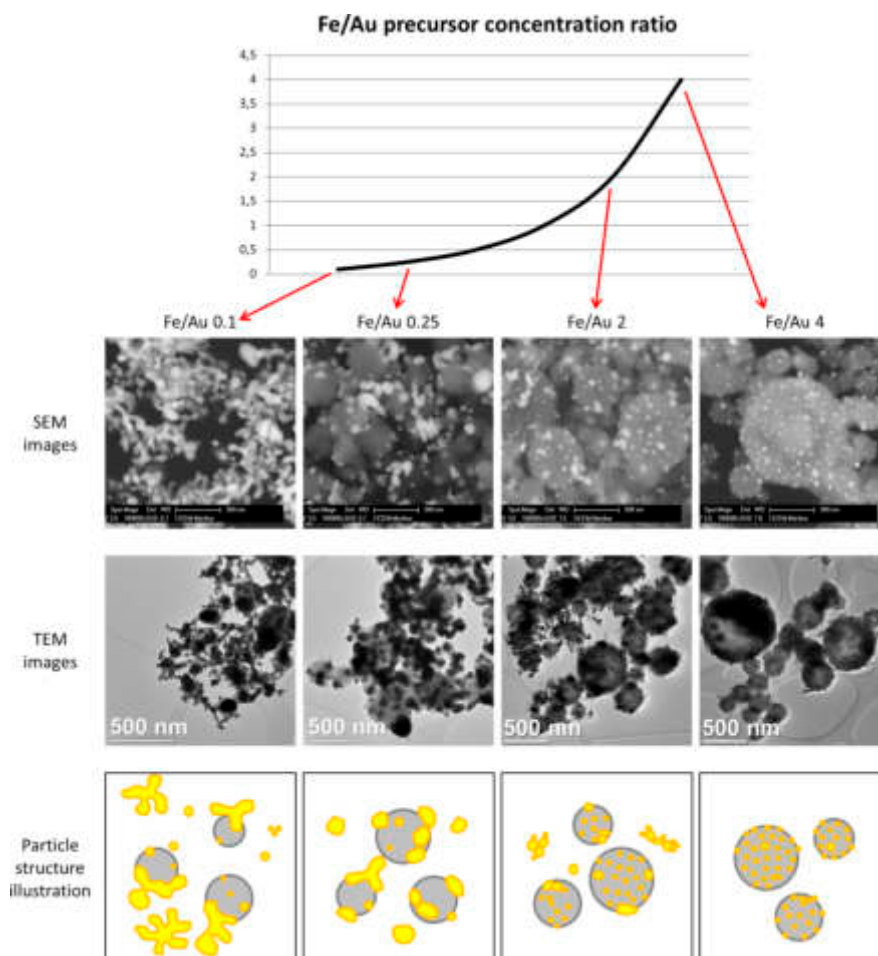 Fe/Au precursor concentration ratio
4,5
4
3,5
3
2,5
2
1,5
1
0,5
0
Fe/Au 0.1 Fe/Au 0.25 Fe/Au 2 Fe/Au 4
SEM
images
TEM
images
500 nm 500 nm 500 nm 500 nm
Particle
structure
illustration